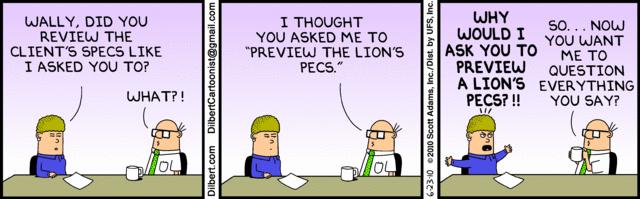 WALLY, DID YOU
REVIEW THE
CLIENT'S SPECS LIKE
I ASKED YOU TO?
WHAT?!
Dilbert.com DilbertCartoonist@gmail.com
I THOUGHT
YOU ASKED ME TO
"PREVIEW THE LION'S
PECS."
6-23-10 ©2010 Scott Adams, Inc./Dist. by UFS, Inc.
WHY
WOULD I
ASK YOU TO
PREVIEW
A LION'S
PECS?!!
SO... NOW
YOU WANT
ME TO
QUESTION
EVERYTHING
YOU SAY?